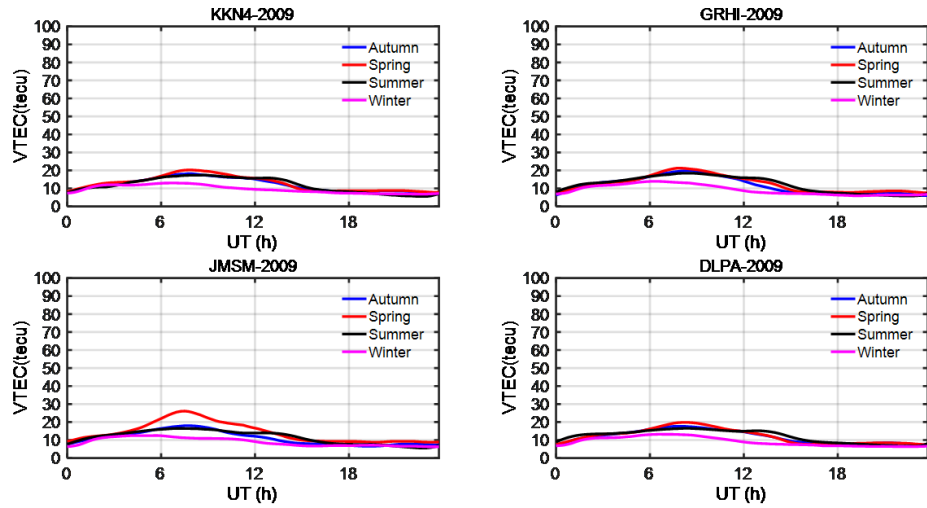 KKN4-2009
VTEC(tecu)
100
90
80
70
60
50
40
30
20
10
0
Autumn
Spring
Summer
Winter
0 6 12 18
UT (h)
GRHI-2009
VTEC(tecu)
100
90
80
70
60
50
40
30
20
10
0
Autumn
Spring
Summer
Winter
0 6 12 18
UT (h)
JMSM-2009
VTEC(tecu)
100
90
80
70
60
50
40
30
20
10
0
Autumn
Spring
Summer
Winter
0 6 12 18
UT (h)
DLPA-2009
VTEC(tecu)
100
90
80
70
60
50
40
30
20
10
0
Autumn
Spring
Summer
Winter
0 6 12 18
UT (h)